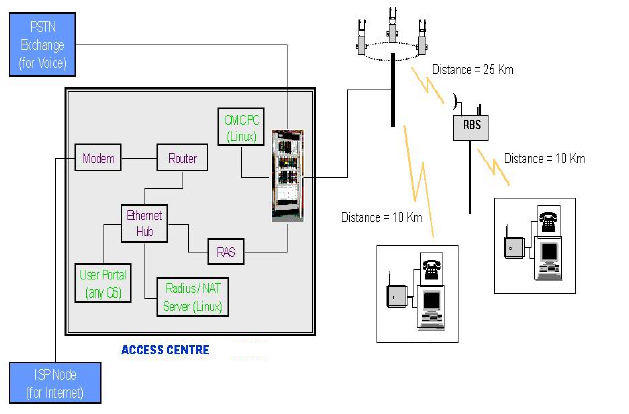 PSTN
Exchange
(for Voice)
Distance = 25 Km
RBS
Distance = 10 Km
OMC PC
(Linux)
Modem
Router
Ethernet
Hub
RAS
Distance = 10 Km
User Portal
(any OS)
Radius / NAT
Server (Linux)
ACCESS CENTRE
ISP Node
(for Internet)